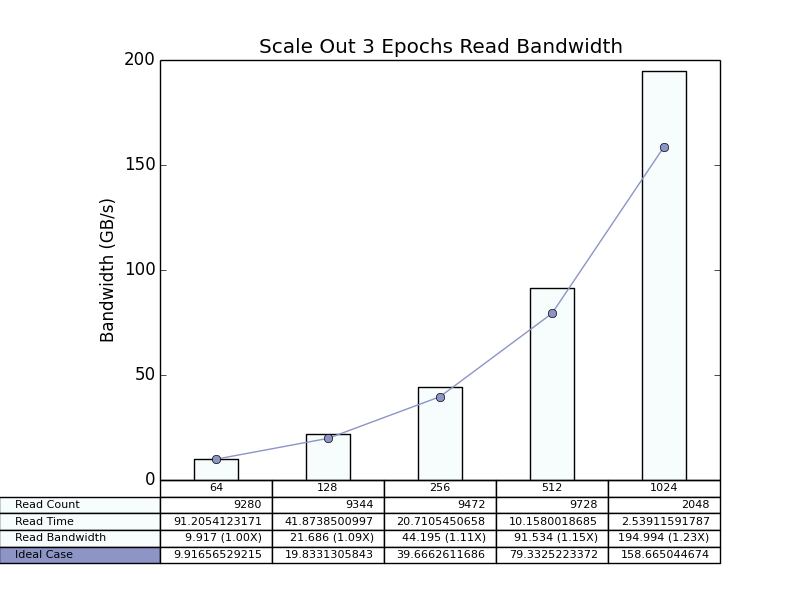 Scale Out 3 Epochs Read Bandwidth
200
150
100
50
0
Bandwidth (GB/s)
64 128 256 512 1024
Read Count 9280 9344 9472 9728 2048
Read Time 91.2054123171 41.8738500997 20.7105450658 10.1580018685 2.53911591787
Read Bandwidth 9.917 (1.00X) 21.686 (1.09X) 44.195 (1.11X) 91.534 (1.15X) 194.994 (1.23X)
Ideal Case 9.91656529215 19.8331305843 39.6662611686 79.3325223372 158.665044674